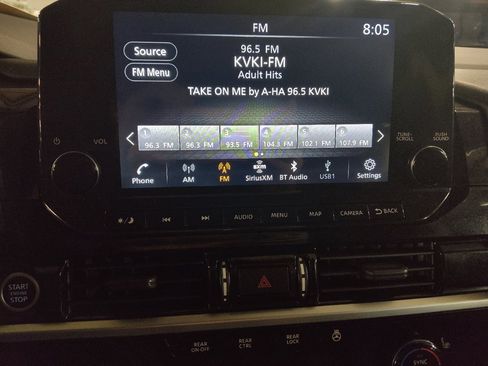 FM
8:05
Source
96.5 FM
KVKI-FM
FM Menu
Adult Hits
TAKE ON ME by A-HA 96.5 KVKI
1 2 3 4 5 6
96.3 FM 96.3 FM 93.5 FM 104.3 FM 102.1 FM 107.9 FM
VOL
TUNE•SCROLL
PUSH SOUND
Phone AM FM SiriusXM BT Audio USB1 Settings
AUDIO MENU MAP CAMERA BACK
START
ENGINE
STOP
REAR ON•OFF
REAR CTRL
REAR LOCK
SYNC